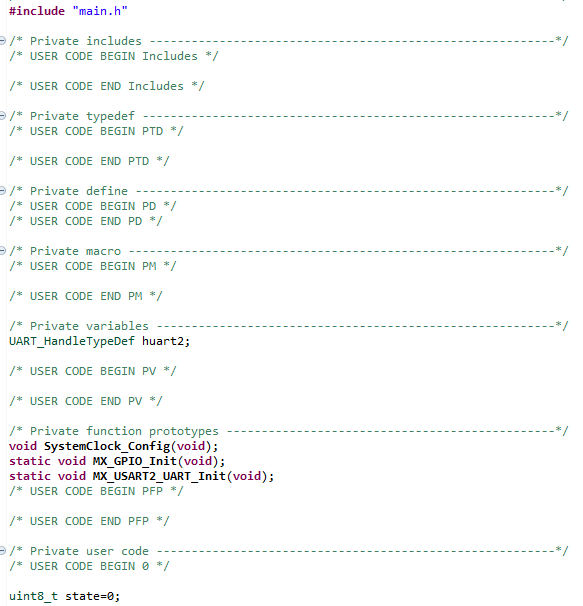 #include "main.h"
/* Private includes ----------------------------------------------------------*/
/* USER CODE BEGIN Includes */
/* USER CODE END Includes */
/* Private typedef -----------------------------------------------------------*/
/* USER CODE BEGIN PTD */
/* USER CODE END PTD */
/* Private define ------------------------------------------------------------*/
/* USER CODE BEGIN PD */
/* USER CODE END PD */
/* Private macro -------------------------------------------------------------*/
/* USER CODE BEGIN PM */
/* USER CODE END PM */
/* Private variables ---------------------------------------------------------*/
UART_HandleTypeDef huart2;
/* USER CODE BEGIN PV */
/* USER CODE END PV */
/* Private function prototypes -----------------------------------------------*/
void SystemClock_Config(void);
static void MX_GPIO_Init(void);
static void MX_USART2_UART_Init(void);
/* USER CODE BEGIN PFP */
/* USER CODE END PFP */
/* Private user code ---------------------------------------------------------*/
/* USER CODE BEGIN 0 */
uint8_t state=0;